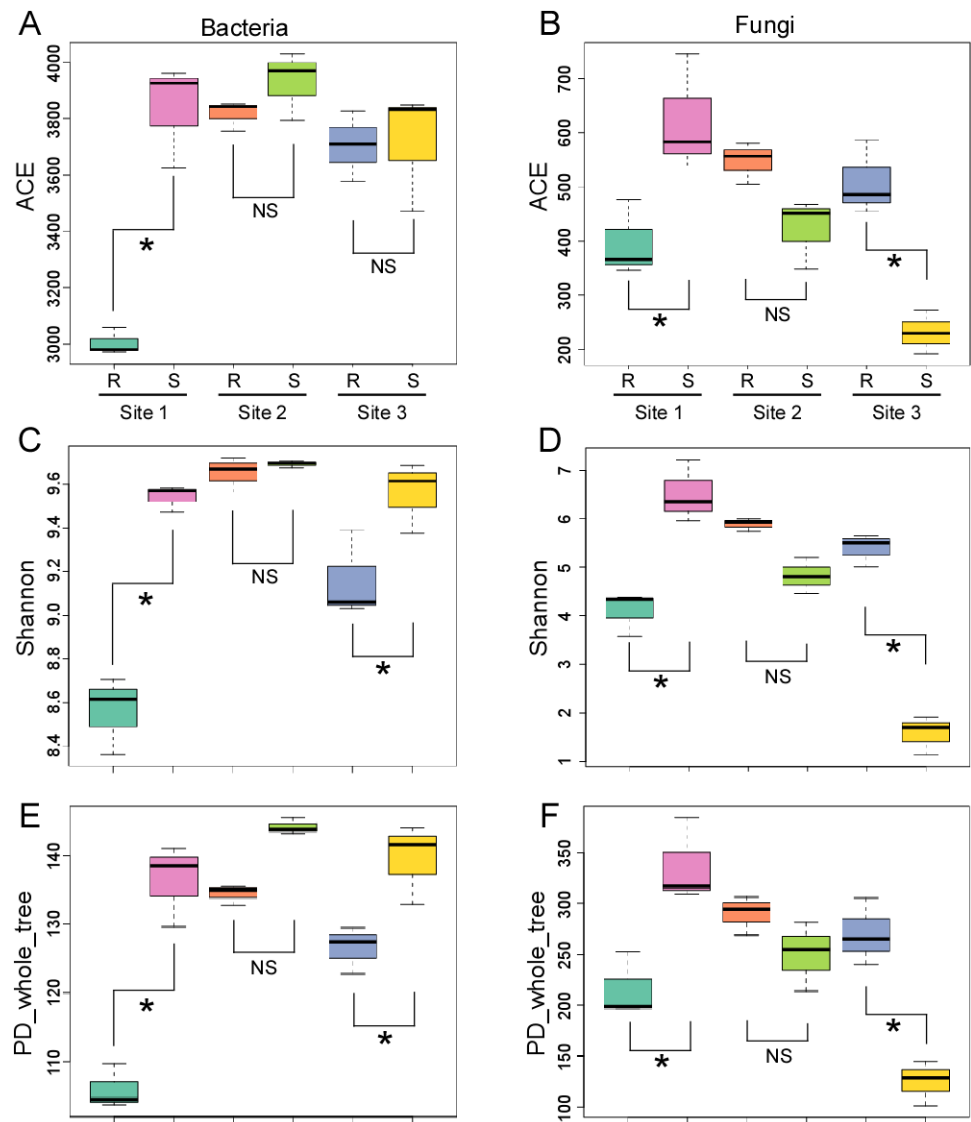 A Bacteria
ACE
4000
3800
3600
3400
3200
3000
*
NS
NS
R S R S R S
Site 1 Site 2 Site 3
B Fungi
ACE
700
600
500
400
300
200
*
NS
*
R S R S R S
Site 1 Site 2 Site 3
C
Shannon
9.6
9.4
9.2
9.0
8.8
8.6
8.4
*
NS
*
D
Shannon
7
6
5
4
3
2
1
*
NS
*
E
PD_whole_tree
140
130
120
110
*
NS
*
F
PD_whole_tree
350
300
250
200
150
100
*
NS
*